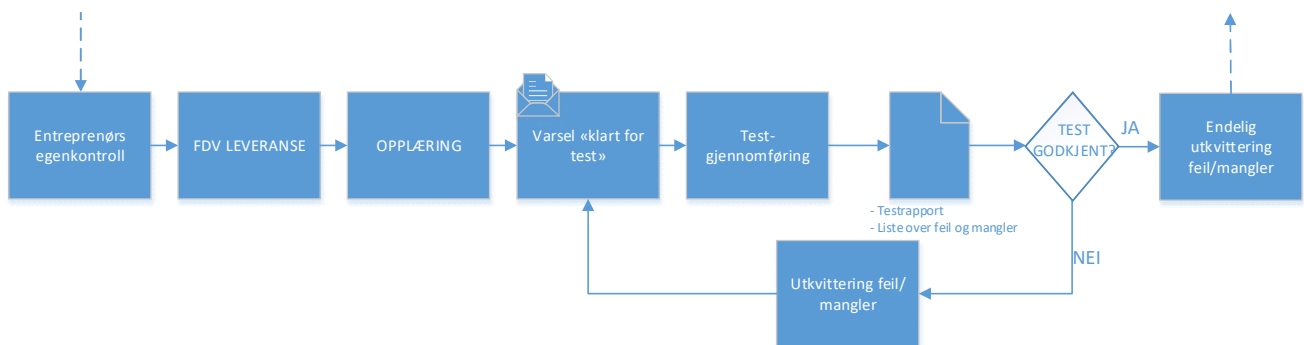 Entreprenørs
egenkontroll
FDV LEVERANSE
OPPLÆRING
Varsel «klart for
test»
Test-
gjennomføring
- Testrapport
- Liste over feil og mangler
TEST
GODKJENT?
JA
Endelig
utkvittering
feil/mangler
NEI
Utkvittering feil/
mangler